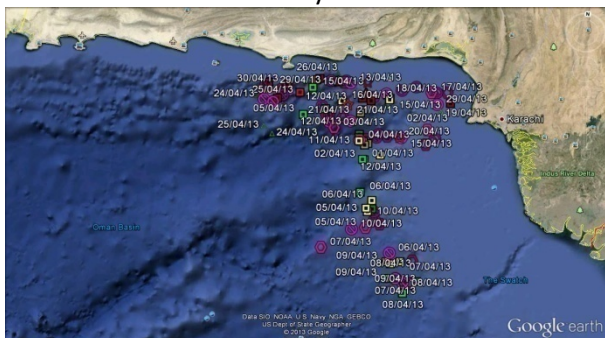 26/04/13
30/04/13 29/04/13 15/04/13 13/04/13
24/04/13 25/04/13 12/04/13 16/04/13 18/04/13 17/04/13
05/04/13 21/04/13 21/04/13 15/04/13 29/04/13
12/04/13 03/04/13 02/04/13 19/04/13
25/04/13 24/04/13 11/04/13 04/04/13 20/04/13
02/04/13 01/04/13 15/04/13
12/04/13
Karachi
Indus River Delta
06/04/13 06/04/13
05/04/13 10/04/13
05/04/13 10/04/13
Oman Basin
07/04/13 06/04/13
09/04/13 08/04/13 07/04/13
09/04/13 09/04/13 08/04/13
The Swatch
07/04/13
08/04/13
Data SIO, NOAA, U.S. Navy, NGA, GEBCO
US Dept of State Geographer
© 2013 Google
Google earth